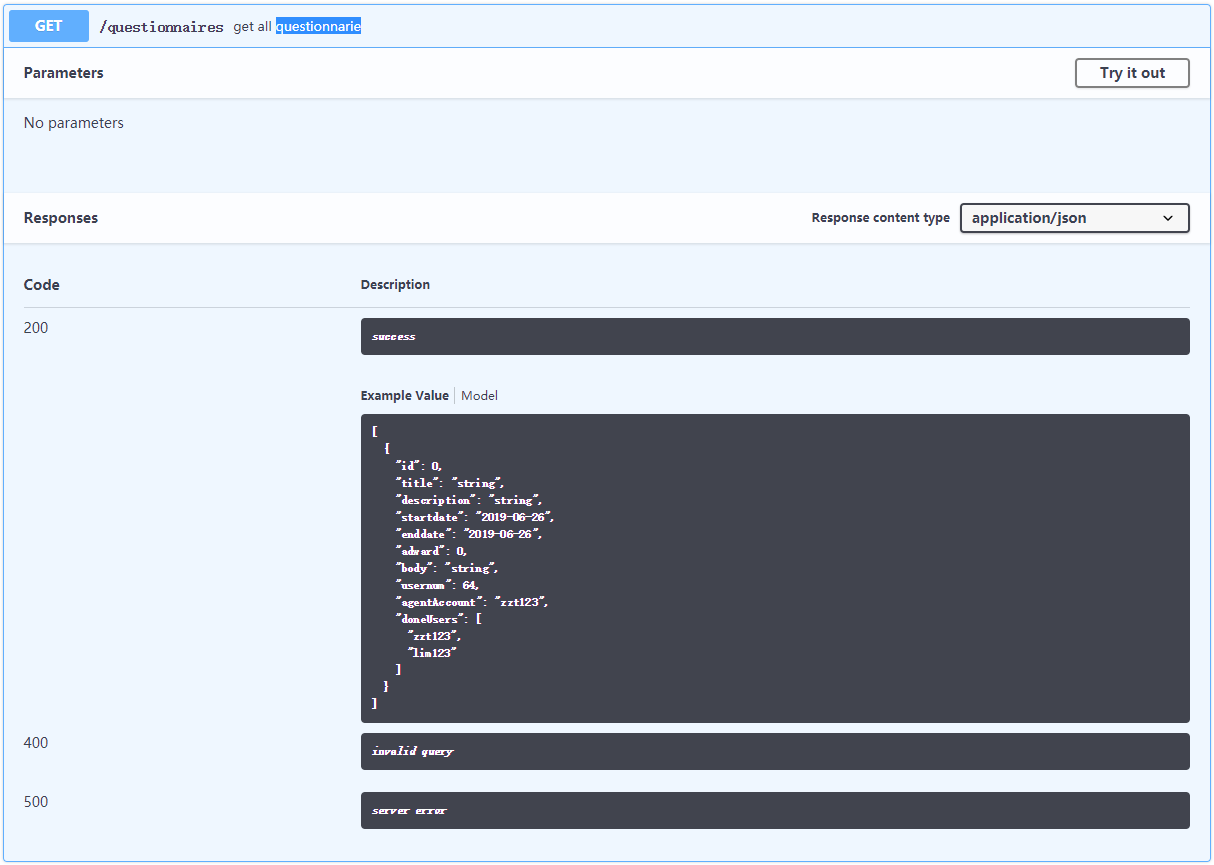 GET /questionnaires get all questionnarie
Parameters Try it out
No parameters
Responses Response content type application/json
Code Description
200 success
Example Value Model
[
{
"id": 0,
"title": "string",
"description": "string",
"startdate": "2019-06-26",
"enddate": "2019-06-26",
"adward": 0,
"body": "string",
"usernum": 64,
"agentAccount": "zzt123",
"doneUsers": [
"zzt123",
"lim123"
]
}
]
400 invalid query
500 server error